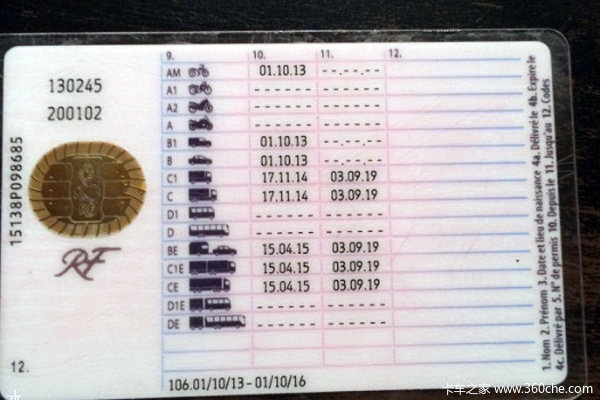 9. 10. 11. 12.
130245
200102
15138P098685
AM 01.10.13 --.--.--
A1 ------ ------
A2 ------ ------
A ------ ------
B1 01.10.13 --.--.--
B 01.10.13 --.--.--
C1 17.11.14 03.09.19
C 17.11.14 03.09.19
D1 ------ ------
D ------ ------
BE 15.04.15 03.09.19
C1E 15.04.15 03.09.19
CE 15.04.15 03.09.19
D1E ------ ------
DE ------ ------
RF
12.
106.01/10/13-01/10/16
1. Nom 2. Prénom 3. Date et lieu de naissance 4a. Délivré le 4b. Expire le
4c. Délivré par 5. N° de permis 10. Depuis le 11. Jusqu'au 12. Codes
卡车之家 www.360che.com